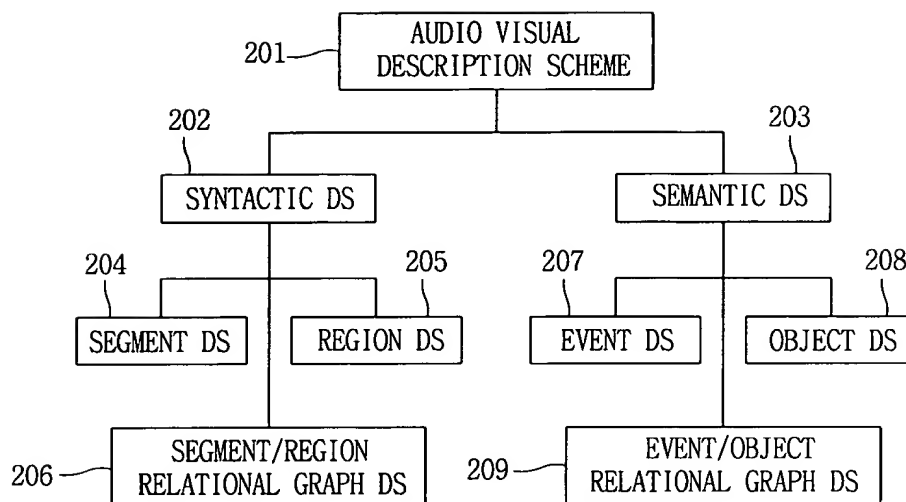 AUDIO VISUAL
201
DESCRIPTION SCHEME
202
203
SYNTACTIC DS
SEMANTIC DS
204
205
207
208
SEGMENT DS
REGION DS
EVENT DS
OBJECT DS
SEGMENT/REGION
RELATIONAL GRAPH DS
206
EVENT/OBJECT
RELATIONAL GRAPH DS
209